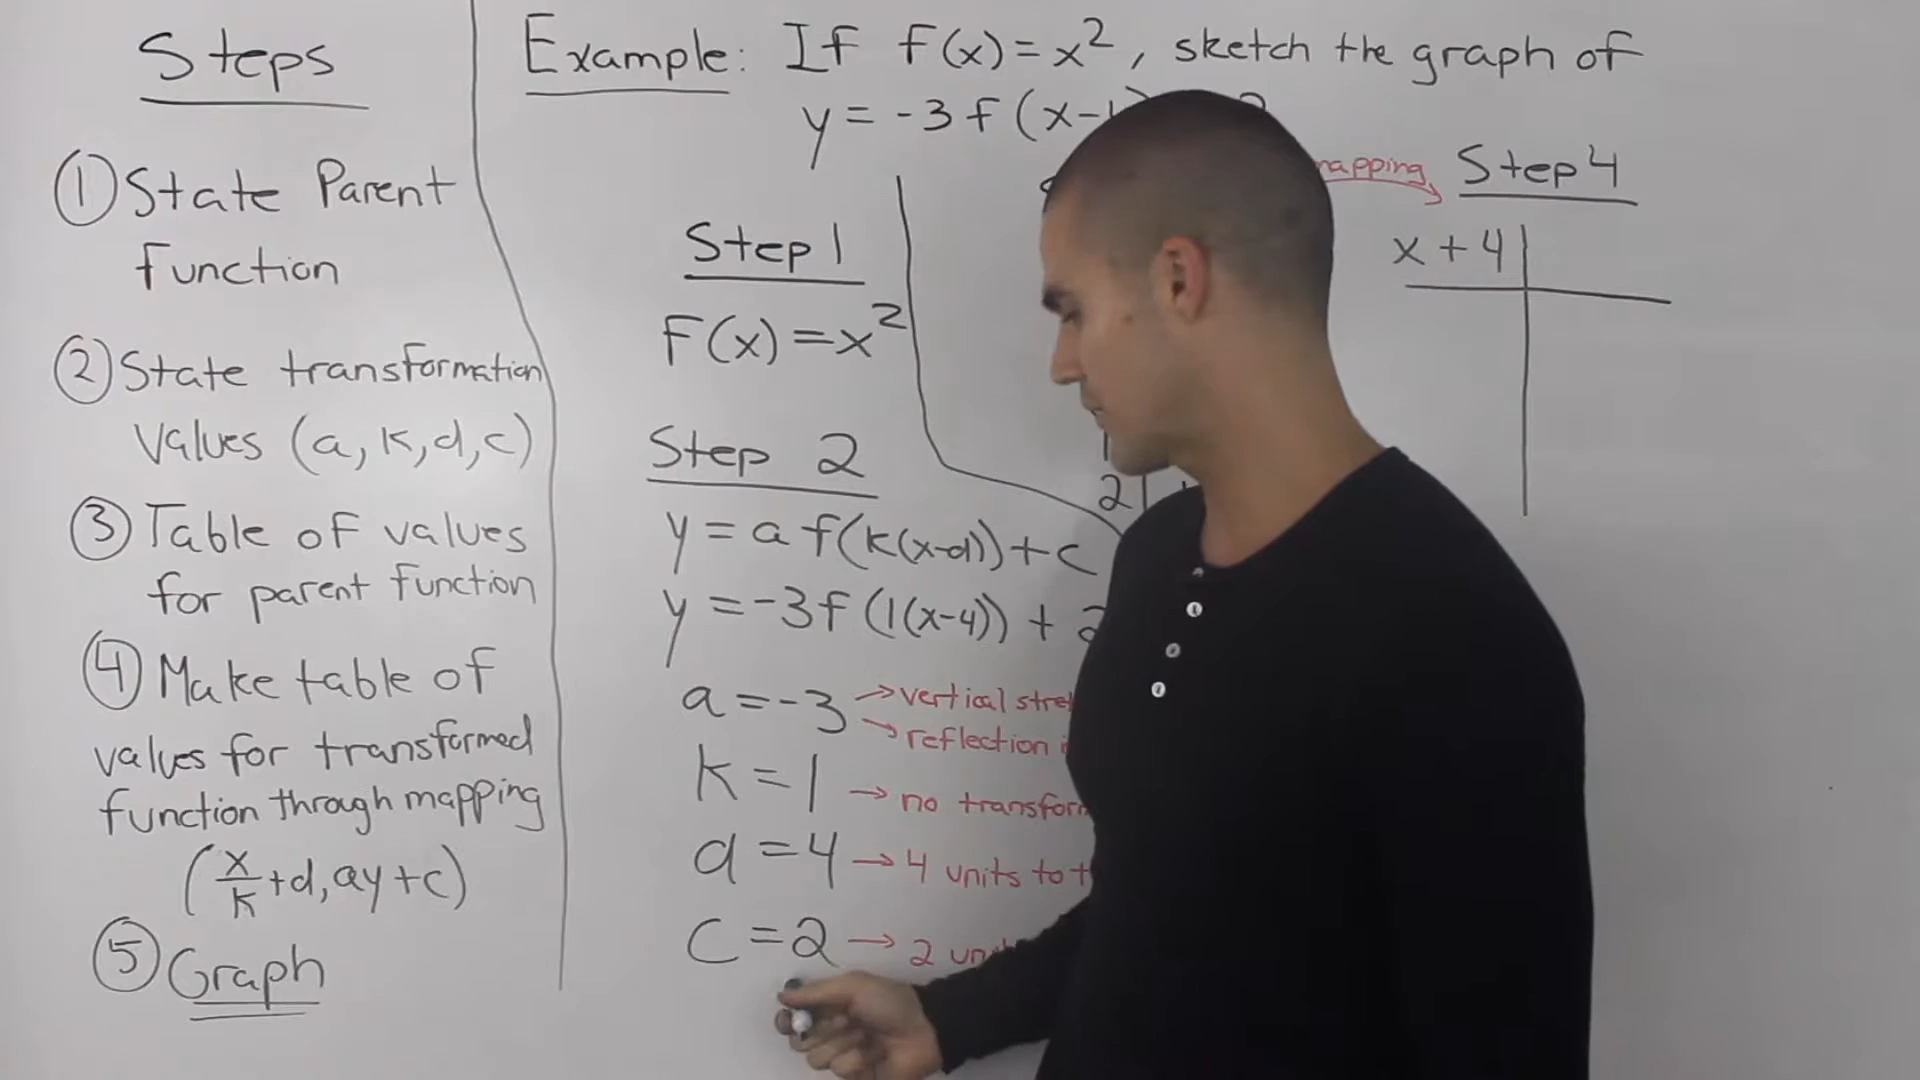 Steps
① State Parent
Function
② State transformation
Values (a, k, d, c)
③ Table of values
for parent function
④ Make table of
values for transformed
function through mapping
(x/k + d, ay + c)
⑤ Graph
Example: If f(x) = x², sketch the graph of
y = -3 f (x-
Step 1
F(x) = x²
Step 2
y = a f(k(x-d)) + c
y = -3 f (1(x-4)) + 2
a = -3 → vertical
→ reflection
k = 1 → no
d = 4 → 4 units to
c = 2 → 2
2
mapping
Step 4
x + 4